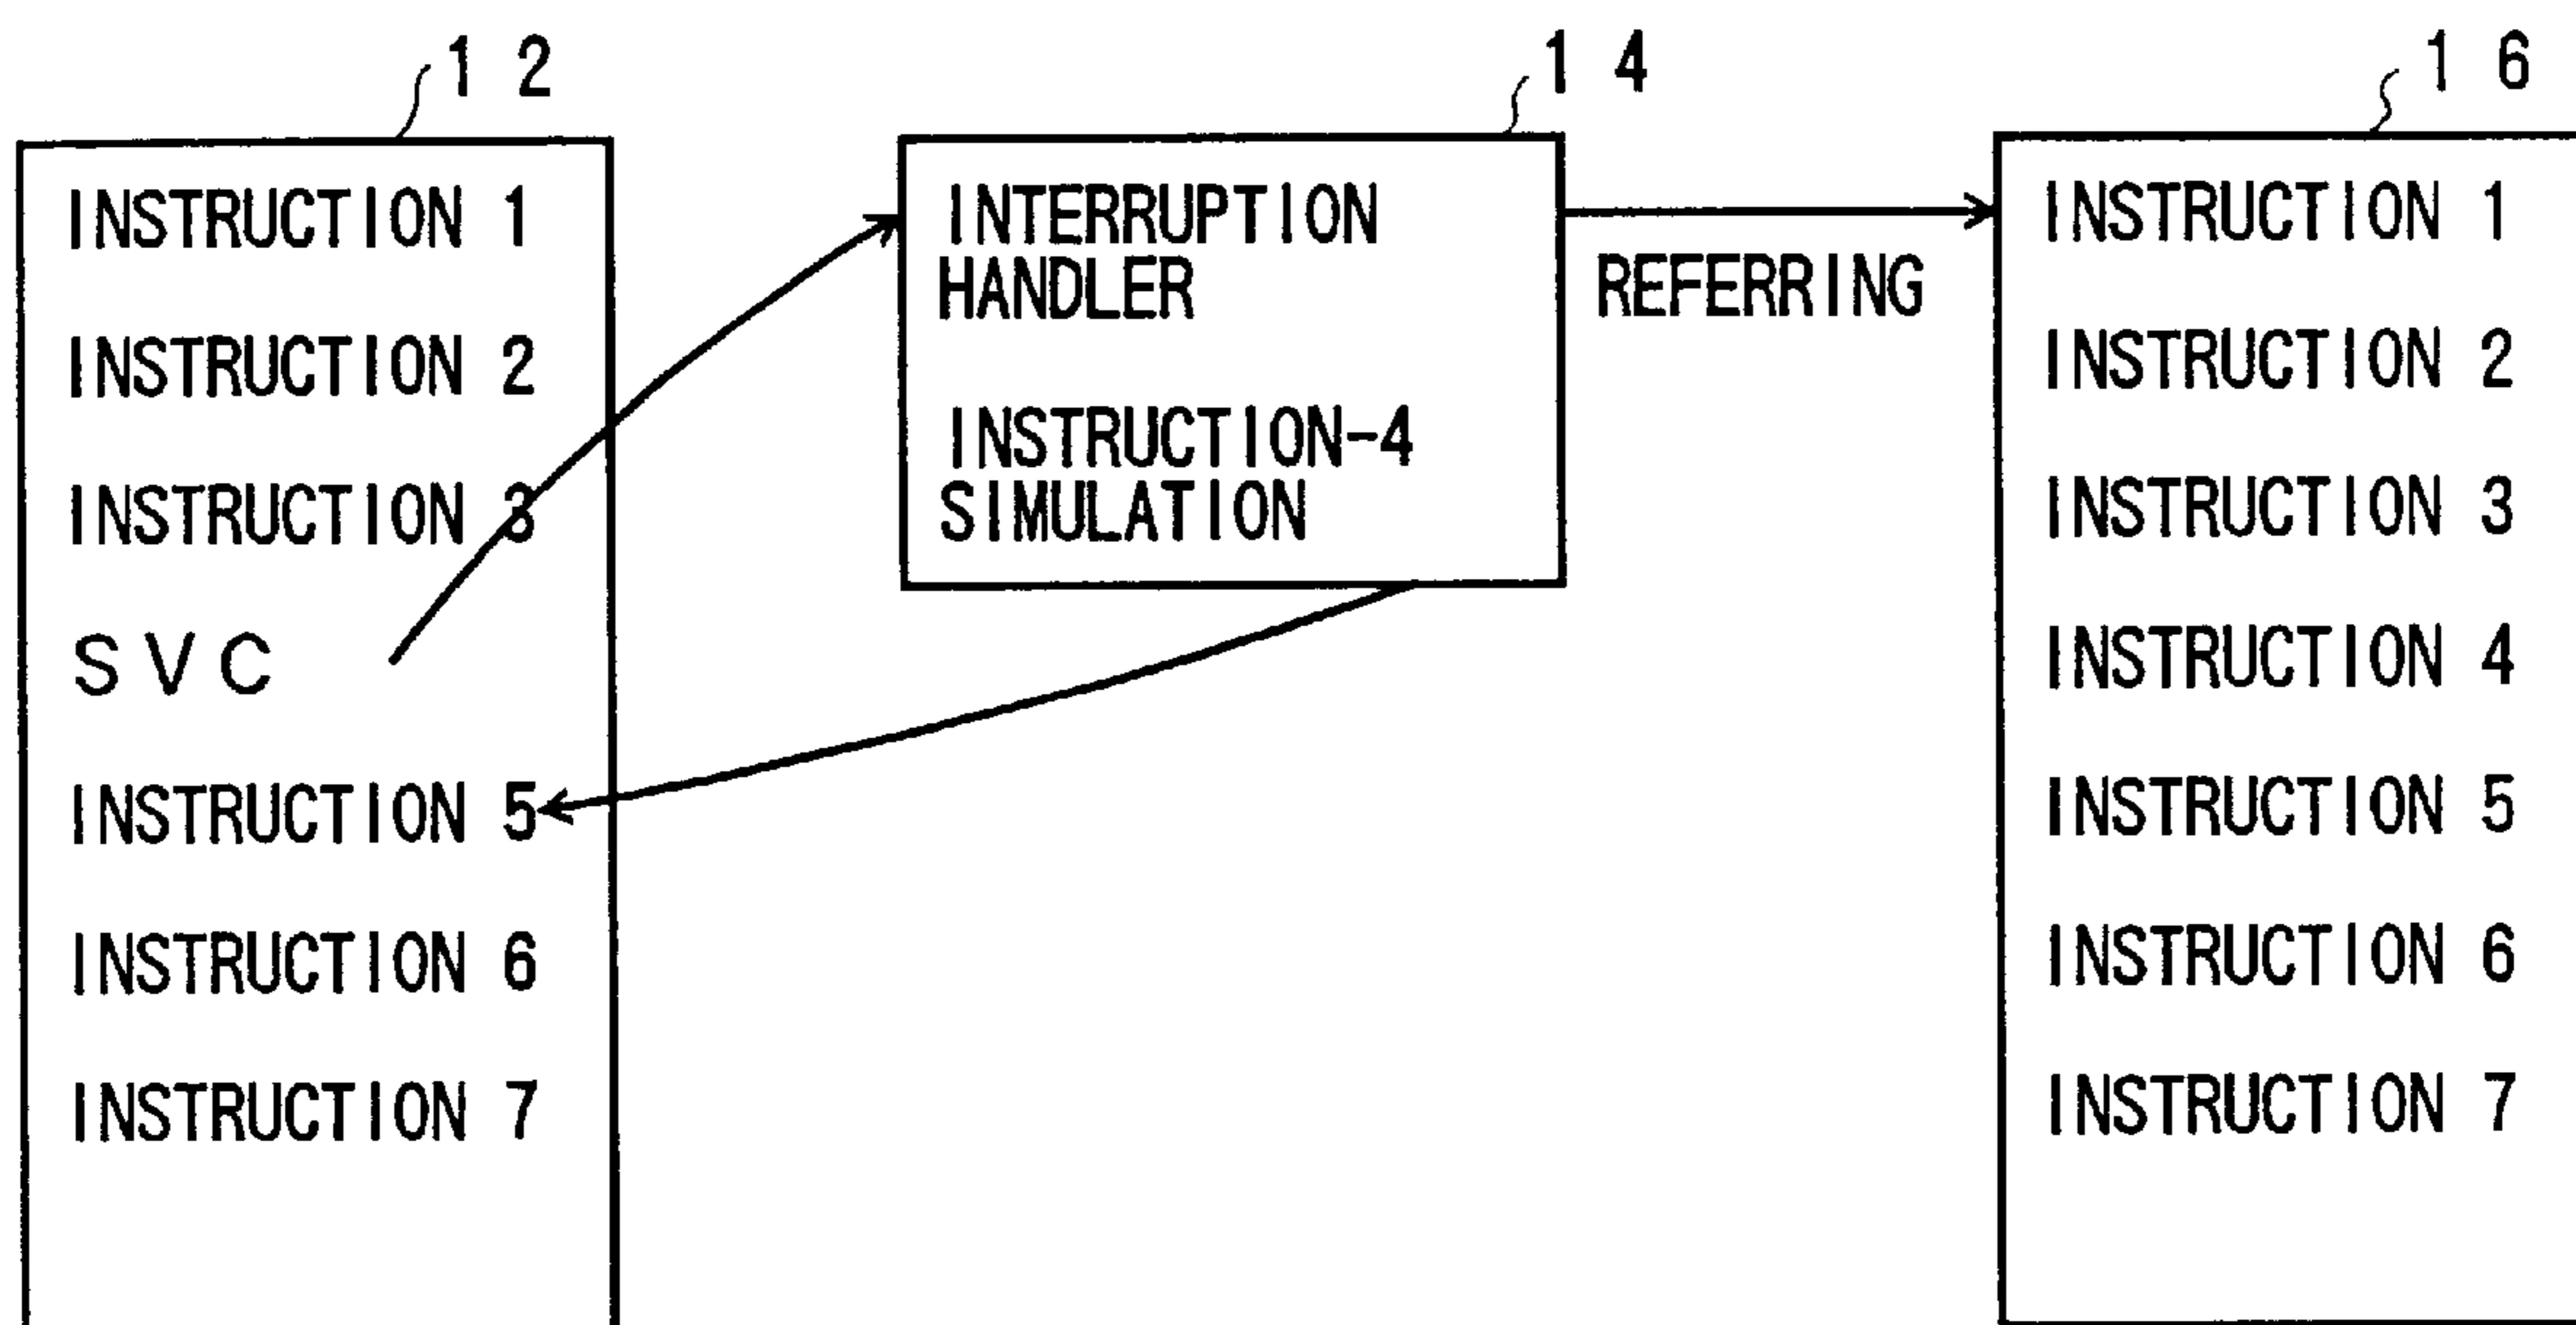 12
INSTRUCTION 1
INSTRUCTION 2
INSTRUCTION 3
SVC
INSTRUCTION 5
INSTRUCTION 6
INSTRUCTION 7
14
INTERRUPTION
HANDLER
INSTRUCTION-4
SIMULATION
REFERRING
16
INSTRUCTION 1
INSTRUCTION 2
INSTRUCTION 3
INSTRUCTION 4
INSTRUCTION 5
INSTRUCTION 6
INSTRUCTION 7